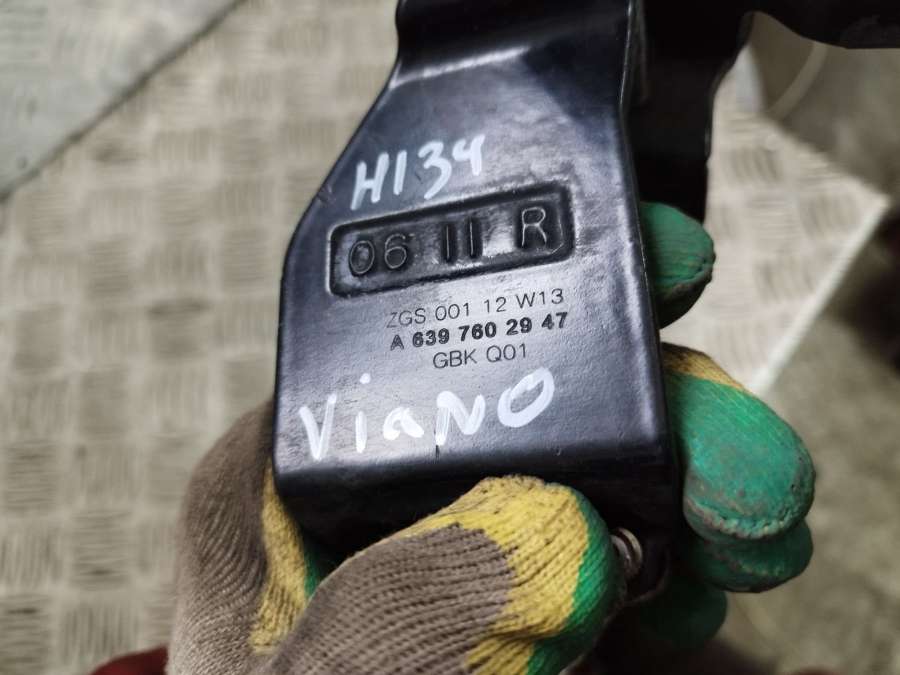 H134
06 11 R
ZGS 001 12 W13
A 639 760 29 47
GBK Q01
ViaNO